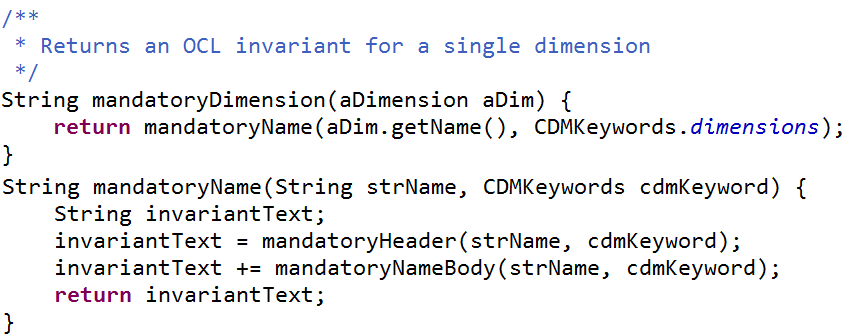 /**
 * Returns an OCL invariant for a single dimension
 */
String mandatoryDimension(aDimension aDim) {
    return mandatoryName(aDim.getName(), CDMKeywords.dimensions);
}
String mandatoryName(String strName, CDMKeywords cdmKeyword) {
    String invariantText;
    invariantText = mandatoryHeader(strName, cdmKeyword);
    invariantText += mandatoryNameBody(strName, cdmKeyword);
    return invariantText;
}